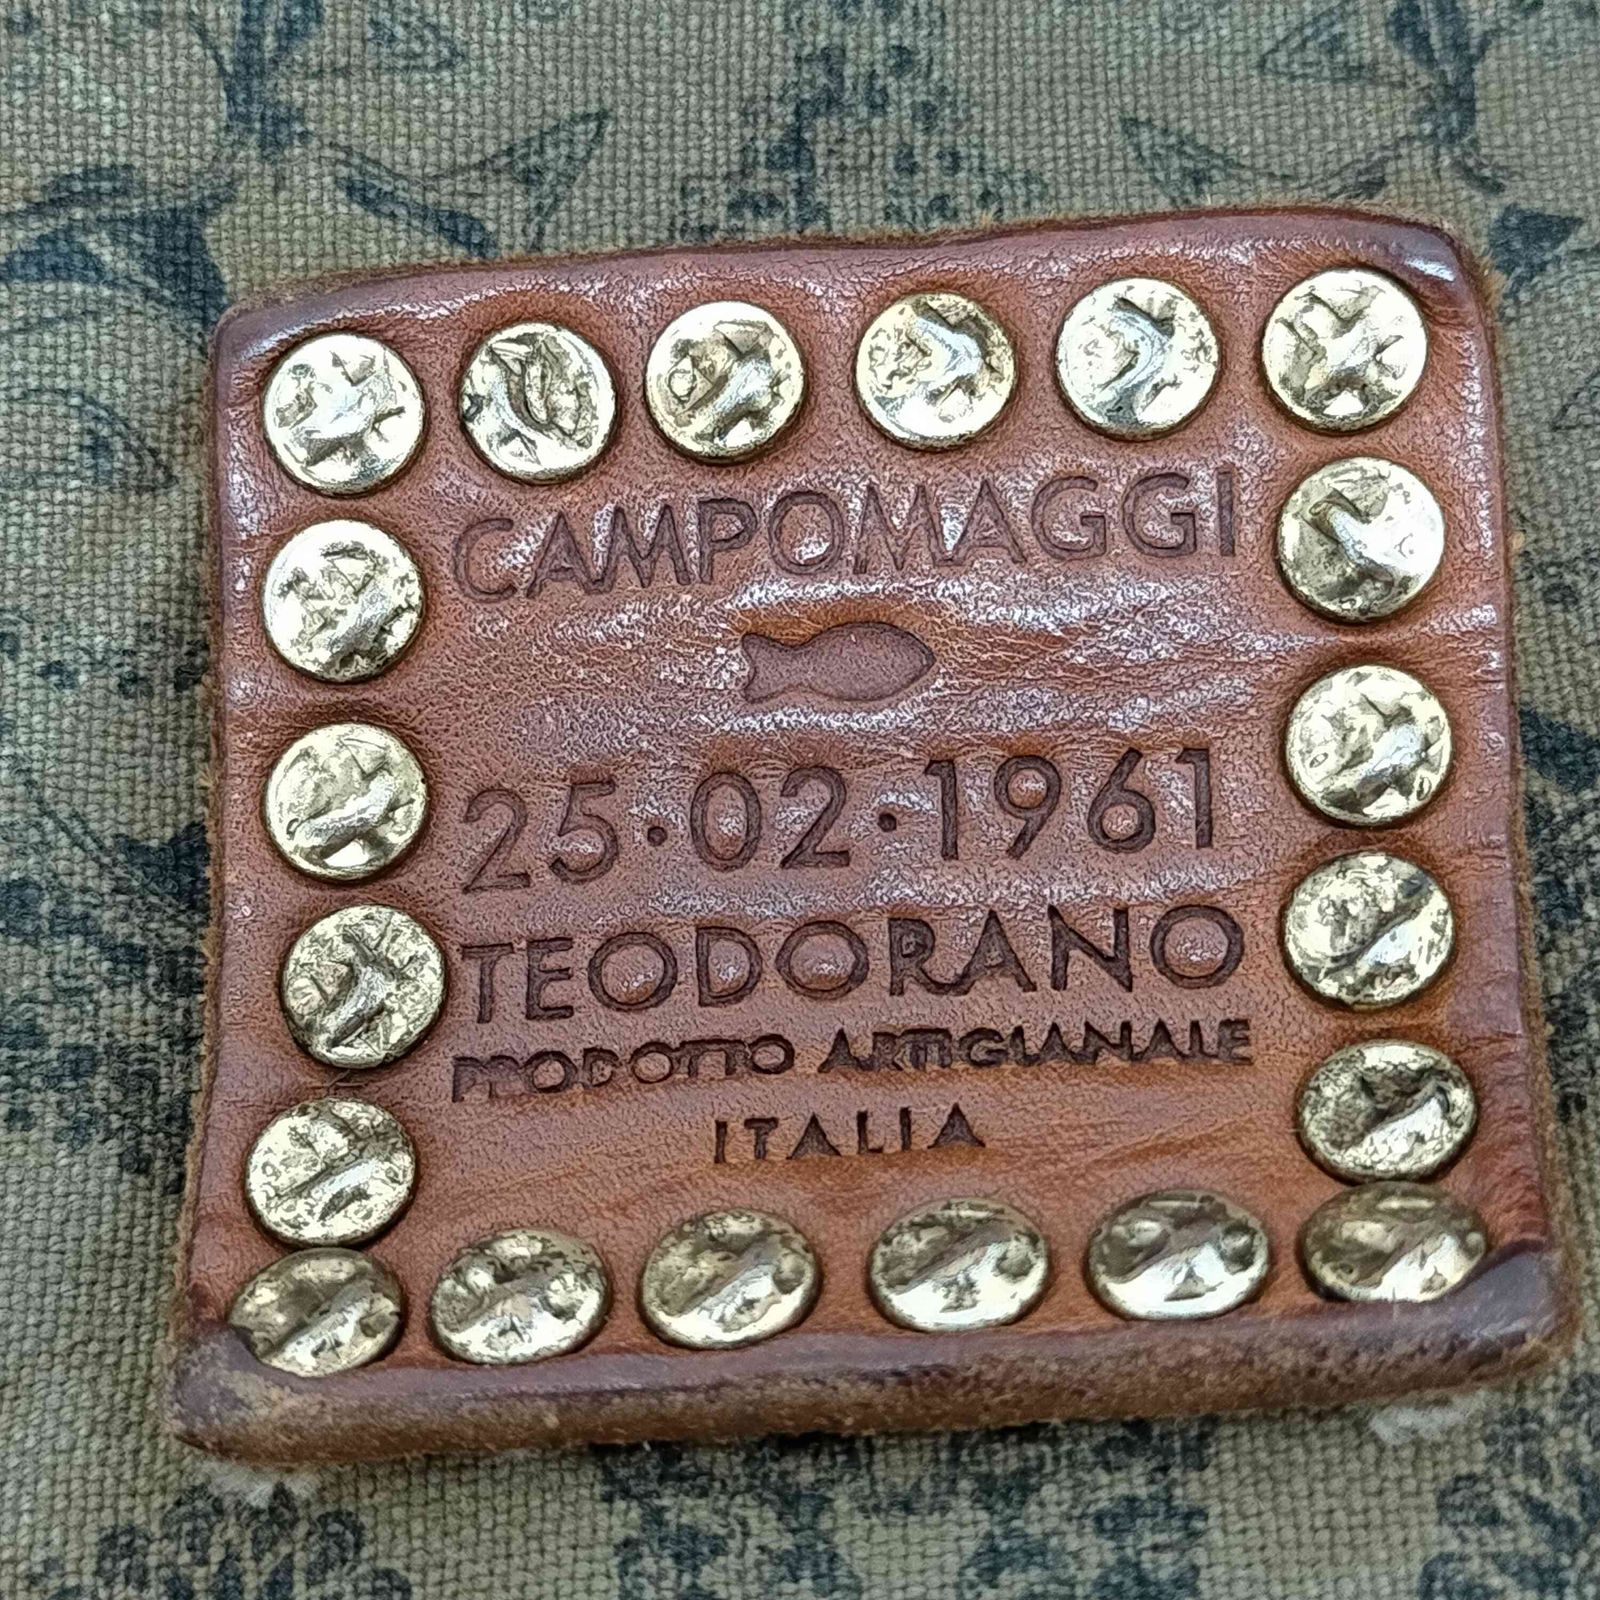 CAMPOMAGGI
25·02·1961
TEODORANO
PRODOTTO ARTIGIANALE
ITALIA